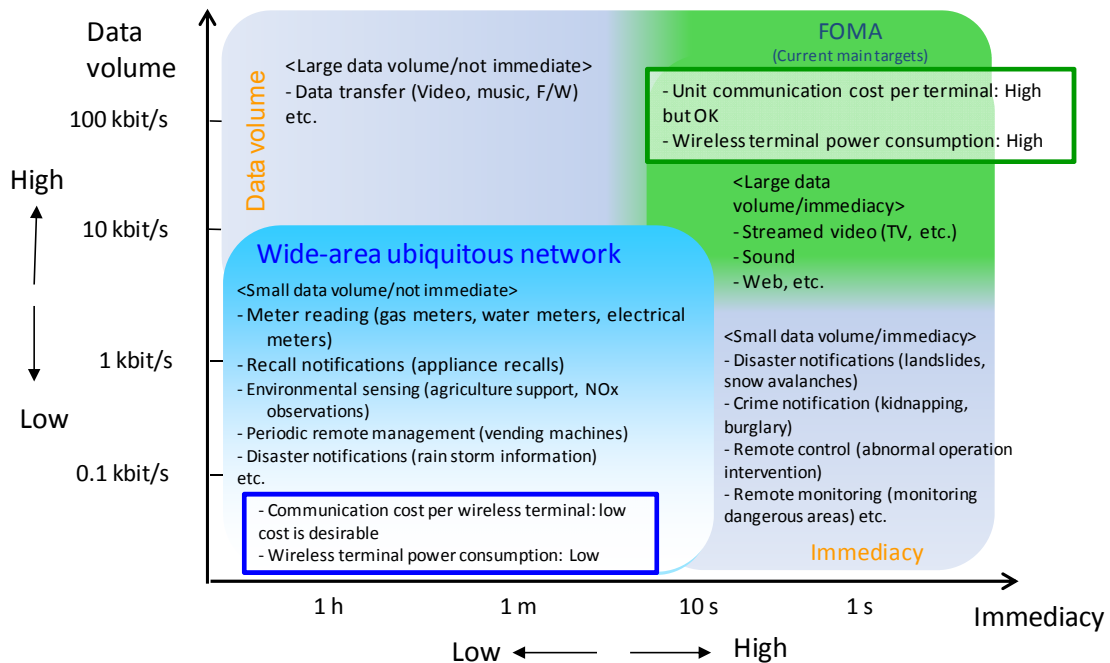 Data
volume
100 kbit/s
High
10 kbit/s
1 kbit/s
Low
0.1 kbit/s
Data volume
<Large data volume/not immediate>
- Data transfer (Video, music, F/W)
etc.
FOMA
(Current main targets)
- Unit communication cost per terminal: High
but OK
- Wireless terminal power consumption: High
<Large data
volume/immediacy>
- Streamed video (TV, etc.)
- Sound
- Web, etc.
Wide-area ubiquitous network
<Small data volume/not immediate>
- Meter reading (gas meters, water meters, electrical
meters)
- Recall notifications (appliance recalls)
- Environmental sensing (agriculture support, NOx
observations)
- Periodic remote management (vending machines)
- Disaster notifications (rain storm information)
etc.
- Communication cost per wireless terminal: low
cost is desirable
- Wireless terminal power consumption: Low
<Small data volume/immediacy>
- Disaster notifications (landslides,
snow avalanches)
- Crime notification (kidnapping,
burglary)
- Remote control (abnormal operation
intervention)
- Remote monitoring (monitoring
dangerous areas) etc.
Immediacy
1 h
1 m
10 s
1 s
Immediacy
Low
High